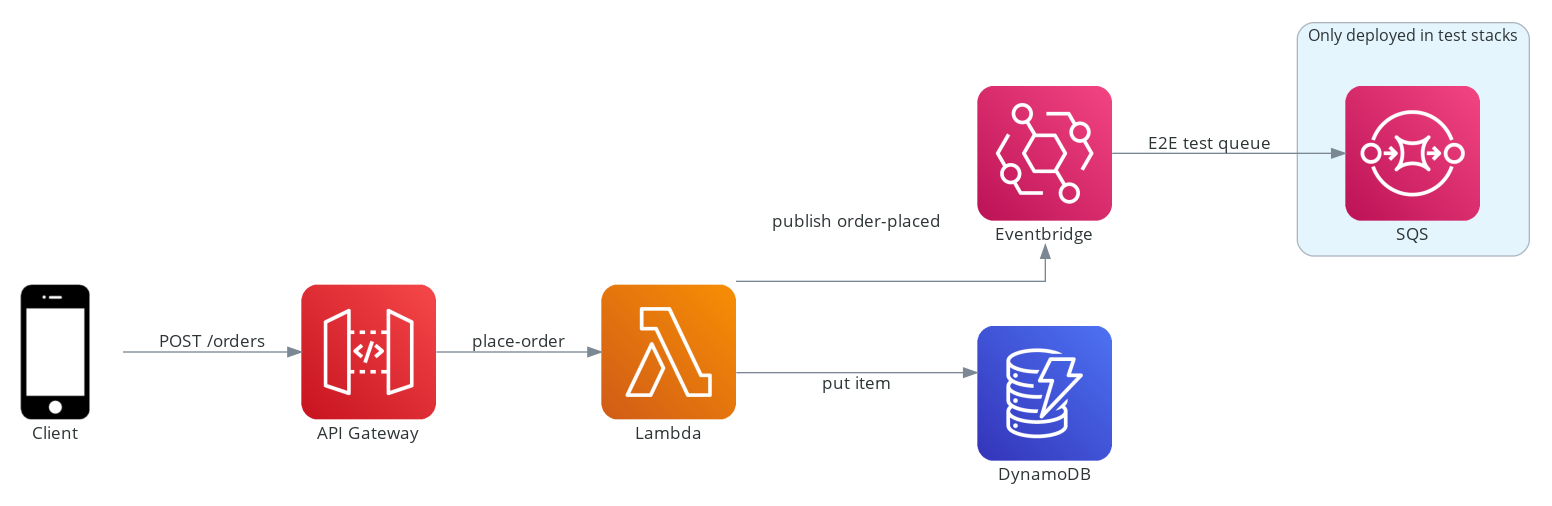 Only deployed in test stacks
E2E test queue
publish order-placed
Eventbridge
SQS
POST /orders
place-order
put item
Client
API Gateway
Lambda
DynamoDB